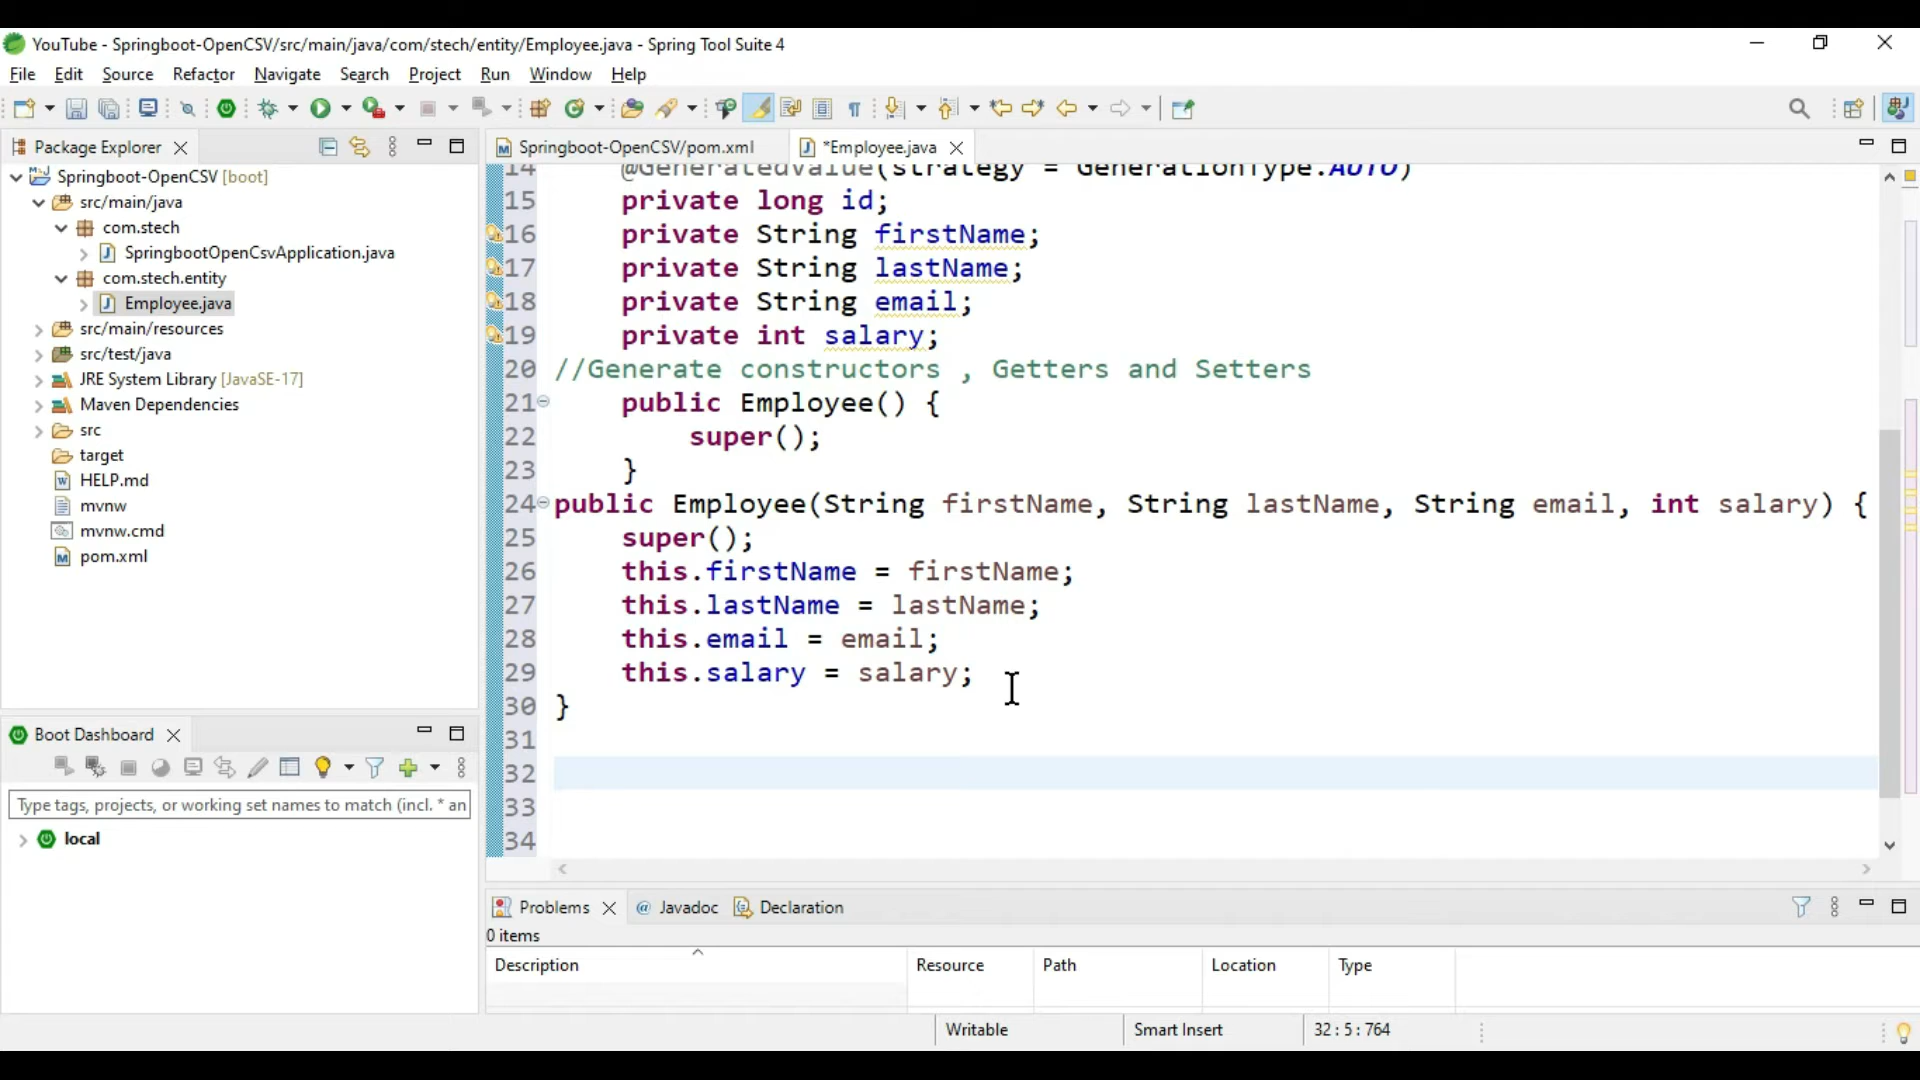 YouTube - Springboot-OpenCSV/src/main/java/com/stech/entity/Employee.java - Spring Tool Suite 4
File Edit Source Refactor Navigate Search Project Run Window Help
Package Explorer
Springboot-OpenCSV [boot]
src/main/java
com.stech
SpringbootOpenCsvApplication.java
com.stech.entity
Employee.java
src/main/resources
src/test/java
JRE System Library [JavaSE-17]
Maven Dependencies
src
target
HELP.md
mvnw
mvnw.cmd
pom.xml
Boot Dashboard
Type tags, projects, or working set names to match (incl. * an
local
Springboot-OpenCSV/pom.xml *Employee.java
14 @GeneratedValue(strategy = GenerationType.AUTO)
15 private long id;
16 private String firstName;
17 private String lastName;
18 private String email;
19 private int salary;
20 //Generate constructors , Getters and Setters
21 public Employee() {
22 super();
23 }
24 public Employee(String firstName, String lastName, String email, int salary) {
25 super();
26 this.firstName = firstName;
27 this.lastName = lastName;
28 this.email = email;
29 this.salary = salary;
30 }
31
32
33
34
Problems @ Javadoc Declaration
0 items
Description Resource Path Location Type
Writable Smart Insert 32 : 5 : 764